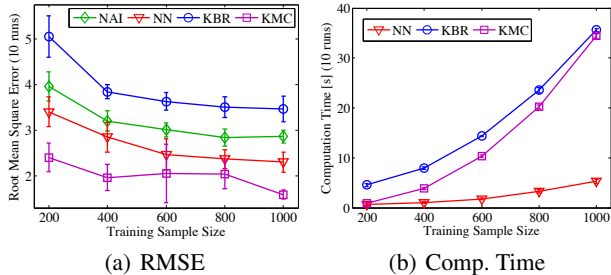 NAI NN KBR KMC
Root Mean Square Error (10 runs)
5
4
3
2
200 400 600 800 1000
Training Sample Size
(a) RMSE
NN KBR KMC
Computation Time [s] (10 runs)
40
30
20
10
0
200 400 600 800 1000
Training Sample Size
(b) Comp. Time